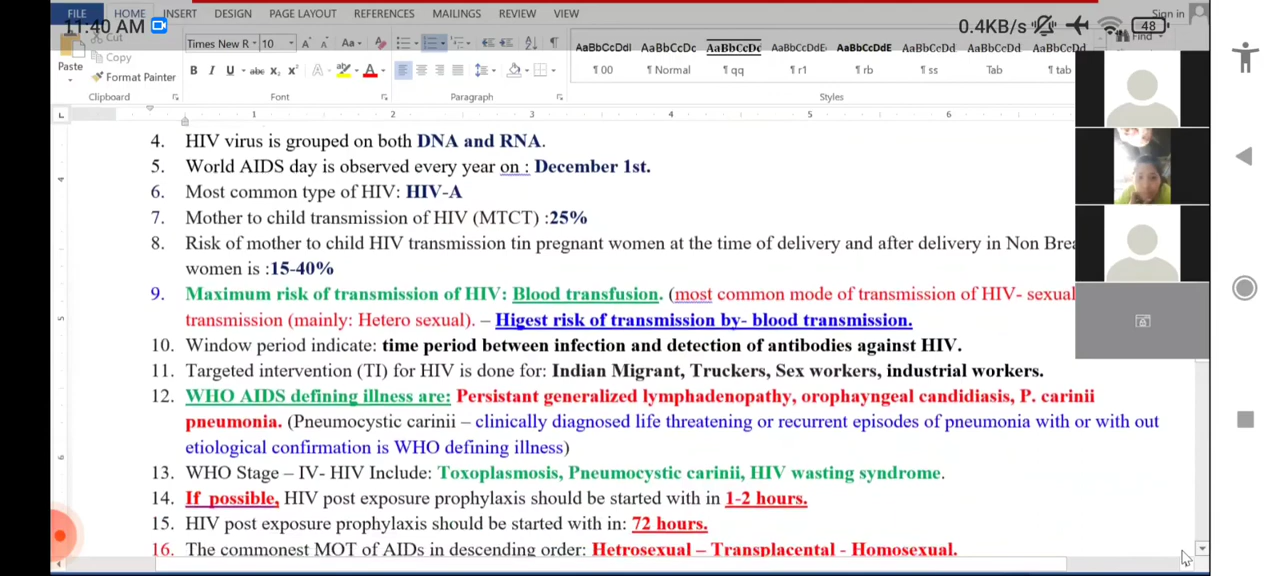 FILE HOME INSERT DESIGN PAGE LAYOUT REFERENCES MAILINGS REVIEW VIEW
11:40 AM 0.4KB/s 48 Sign in
Cut
Copy
Paste Format Painter
Times New R 10 Aa
B I U abc X₂ X² A A
AaBbCcDdI AaBbCcDc AaBbCcDc AaBbCcDdE AaBbCcDdE AaBbCcDd AaBbCcDd AaBbCcDd Find
¶ 00 ¶ Normal ¶ qq ¶ r1 ¶ rb ¶ ss Tab ¶ tab
Clipboard Font Paragraph Styles
1 2 3 4 5 6
4. HIV virus is grouped on both DNA and RNA.
5. World AIDS day is observed every year on : December 1st.
6. Most common type of HIV: HIV-A
7. Mother to child transmission of HIV (MTCT) :25%
8. Risk of mother to child HIV transmission tin pregnant women at the time of delivery and after delivery in Non Brea
women is :15-40%
9. Maximum risk of transmission of HIV: Blood transfusion. (most common mode of transmission of HIV- sexual
transmission (mainly: Hetero sexual). – Higest risk of transmission by- blood transmission.
10. Window period indicate: time period between infection and detection of antibodies against HIV.
11. Targeted intervention (TI) for HIV is done for: Indian Migrant, Truckers, Sex workers, industrial workers.
12. WHO AIDS defining illness are: Persistant generalized lymphadenopathy, orophayngeal candidiasis, P. carinii
pneumonia. (Pneumocystic carinii – clinically diagnosed life threatening or recurrent episodes of pneumonia with or with out
etiological confirmation is WHO defining illness)
13. WHO Stage – IV- HIV Include: Toxoplasmosis, Pneumocystic carinii, HIV wasting syndrome.
14. If possible, HIV post exposure prophylaxis should be started with in 1-2 hours.
15. HIV post exposure prophylaxis should be started with in: 72 hours.
16. The commonest MOT of AIDs in descending order: Hetrosexual – Transplacental - Homosexual.